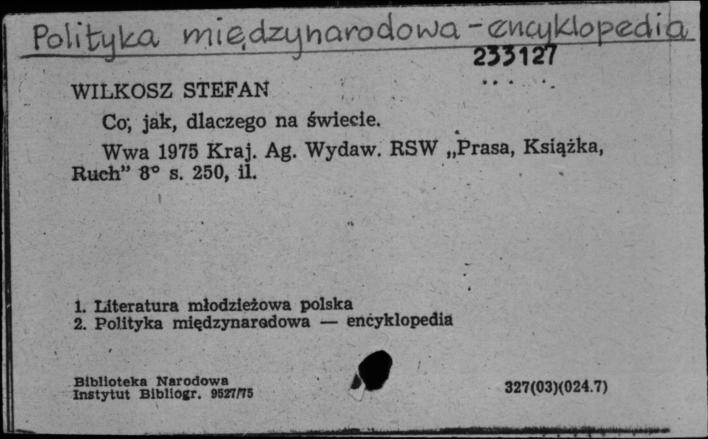 Polityka międzynarodowa - encyklopedia
233127
WILKOSZ STEFAN
Co, jak, dlaczego na świecie.
Wwa 1975 Kraj. Ag. Wydaw. RSW „Prasa, Książka,
Ruch” 8° s. 250, il.
1. Literatura młodzieżowa polska
2. Polityka międzynarodowa — encyklopedia
Biblioteka Narodowa
Instytut Bibliogr. 9527/75
327(03)(024.7)